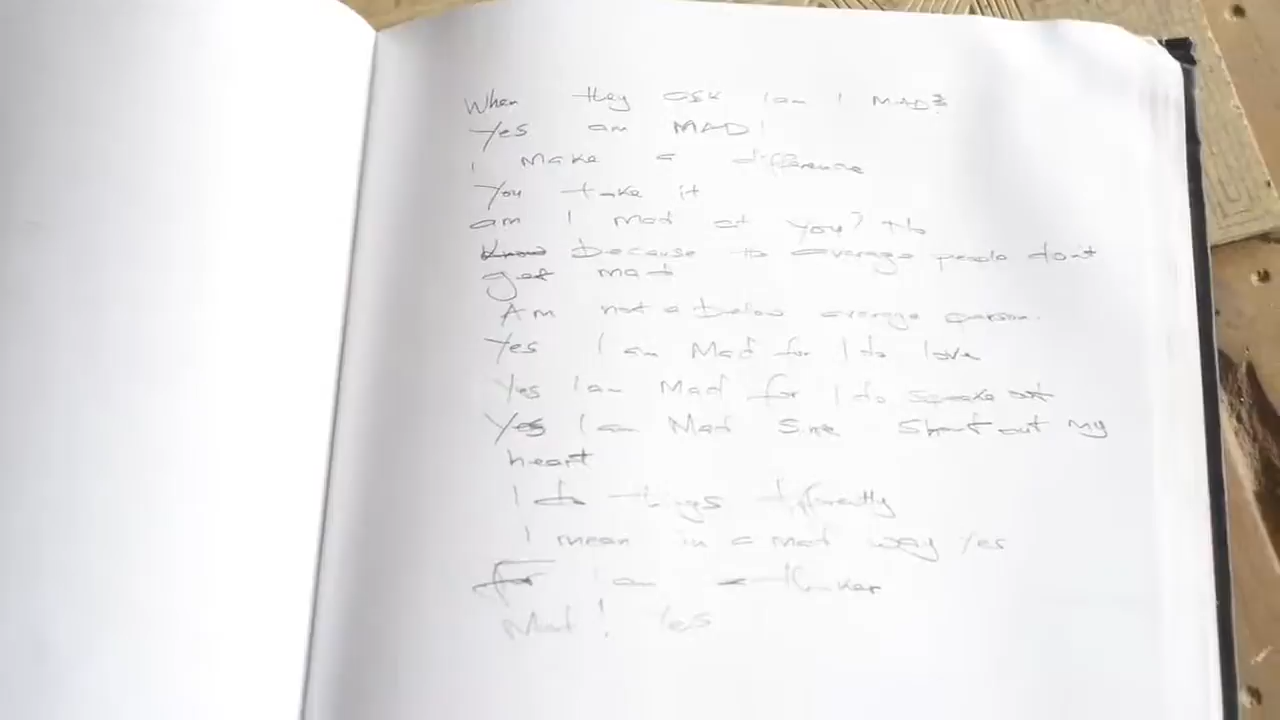 When they ask I am I MAD?
Yes am MAD!
I make a difference
You take it
am I mad at you? No
because average people don't
get mad
Am not a below average person.
Yes I am Mad for I do love
Yes I am Mad for I do speake out
Yes I am Mad out my
heart
I do things differently
I mean in a mad way Yes
For I am a thinker
Mad! Yes